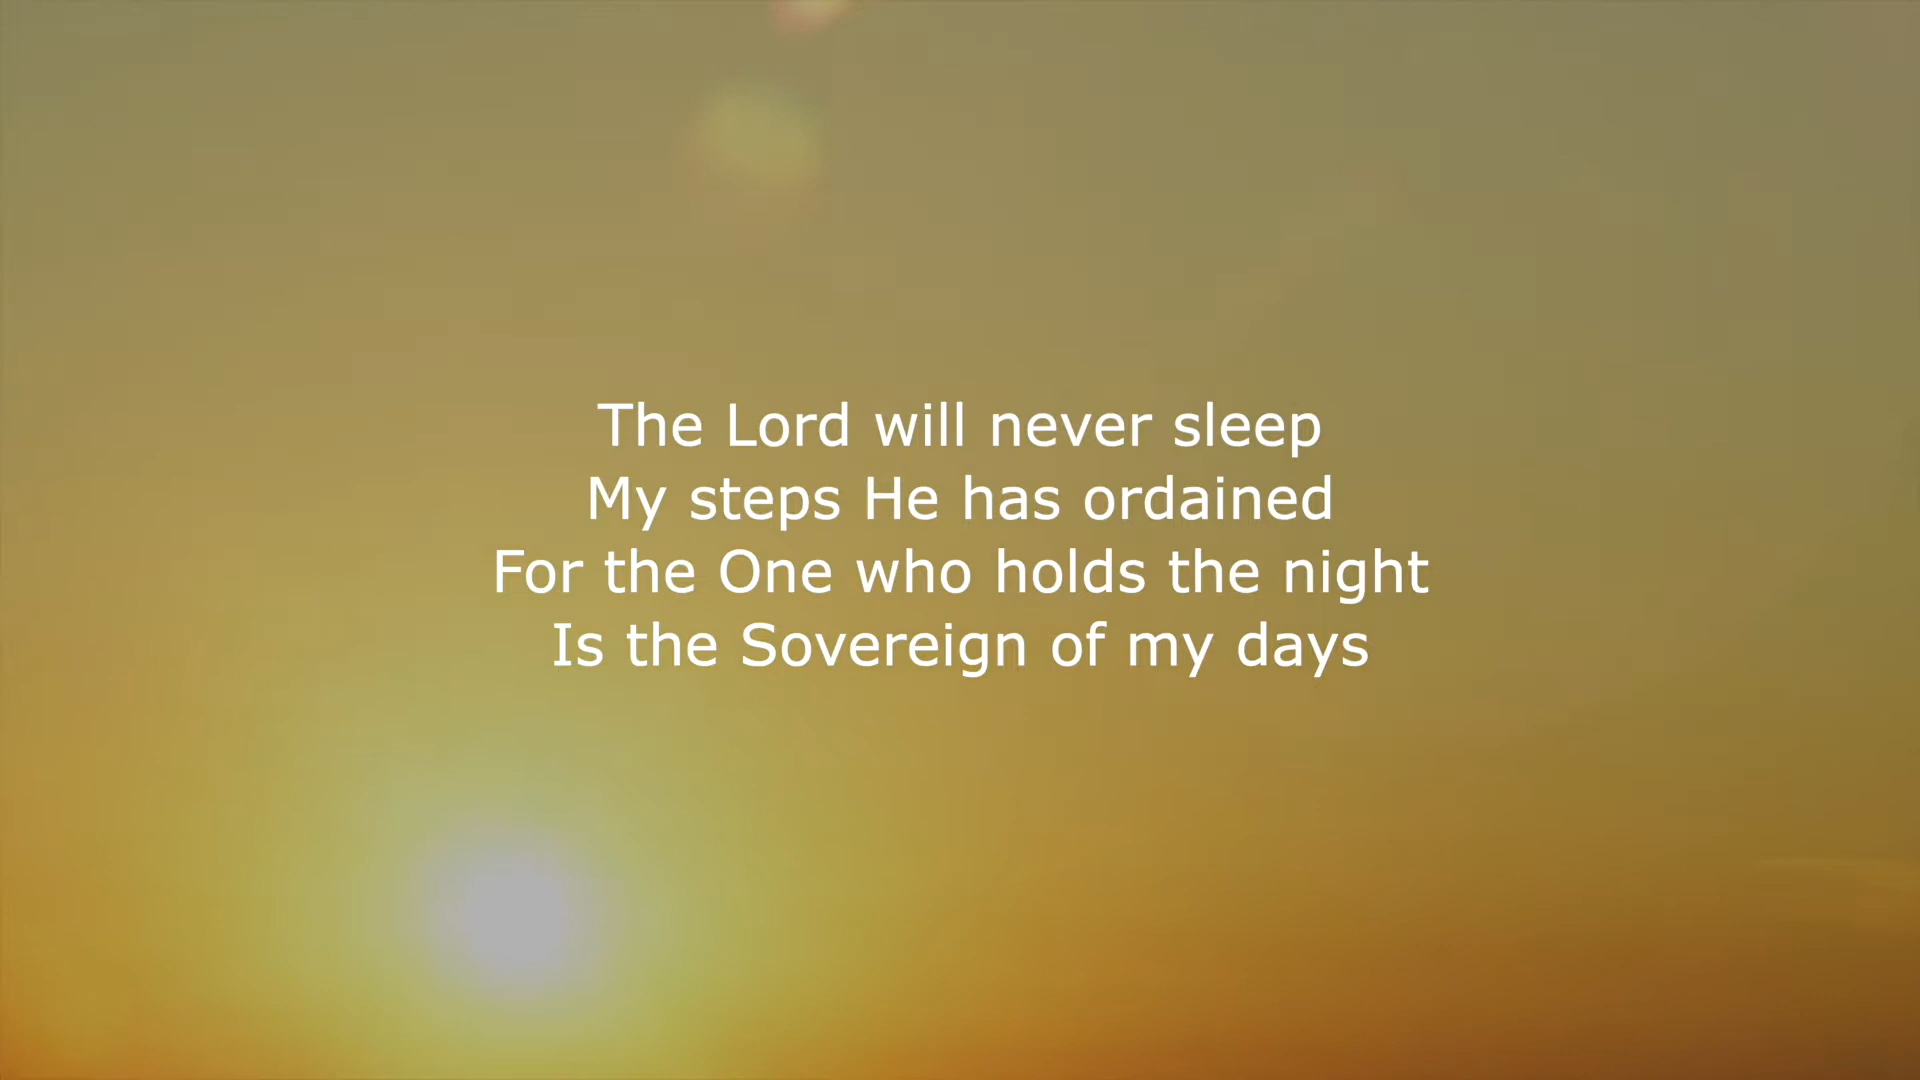 The Lord will never sleep
My steps He has ordained
For the One who holds the night
Is the Sovereign of my days